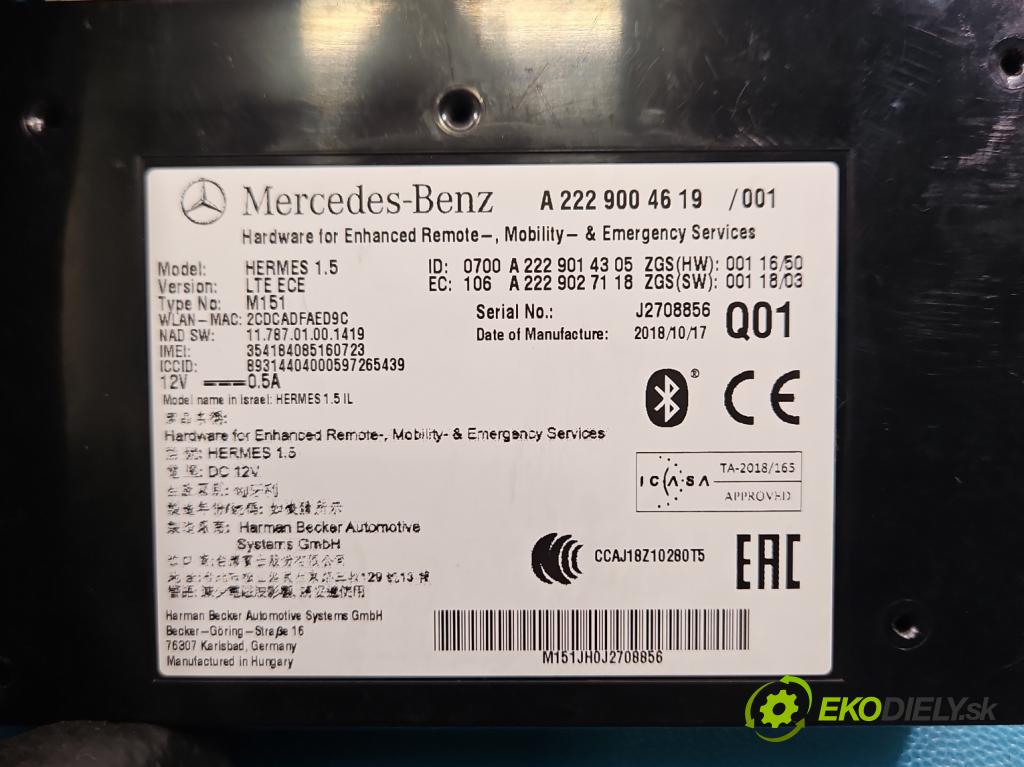 Mercedes-Benz A 222 900 46 19 /001
Hardware for Enhanced Remote-, Mobility- & Emergency Services
Model: HERMES 1.5 ID: 0700 A 222 901 43 05 ZGS(HW): 001 16/50
Version: LTE ECE EC: 106 A 222 902 71 18 ZGS(SW): 001 18/03
Type No: M151
WLAN-MAC: 2CDCADFAED9C Serial No.: J2708856 Q01
NAD SW: 11.787.01.00.1419 Date of Manufacture: 2018/10/17
IMEI: 354184085160723
ICCID: 89314404000597265439
12V 0.5A
Model name in Israel: HERMES 1.5 IL
® CE
Hardware for Enhanced Remote-, Mobility- & Emergency Services
HERMES 1.5
DC 12V
ICASA TA-2018/165
APPROVED
Harman Becker Automotive
Systems GmbH
CCAJ18Z10280T5 EAC
129 13
Harman Becker Automotive Systems GmbH
Becker-Göring-Straße 16
76307 Karlsbad, Germany
Manufactured in Hungary
M151JH0J2708856
EKODIELY.sk